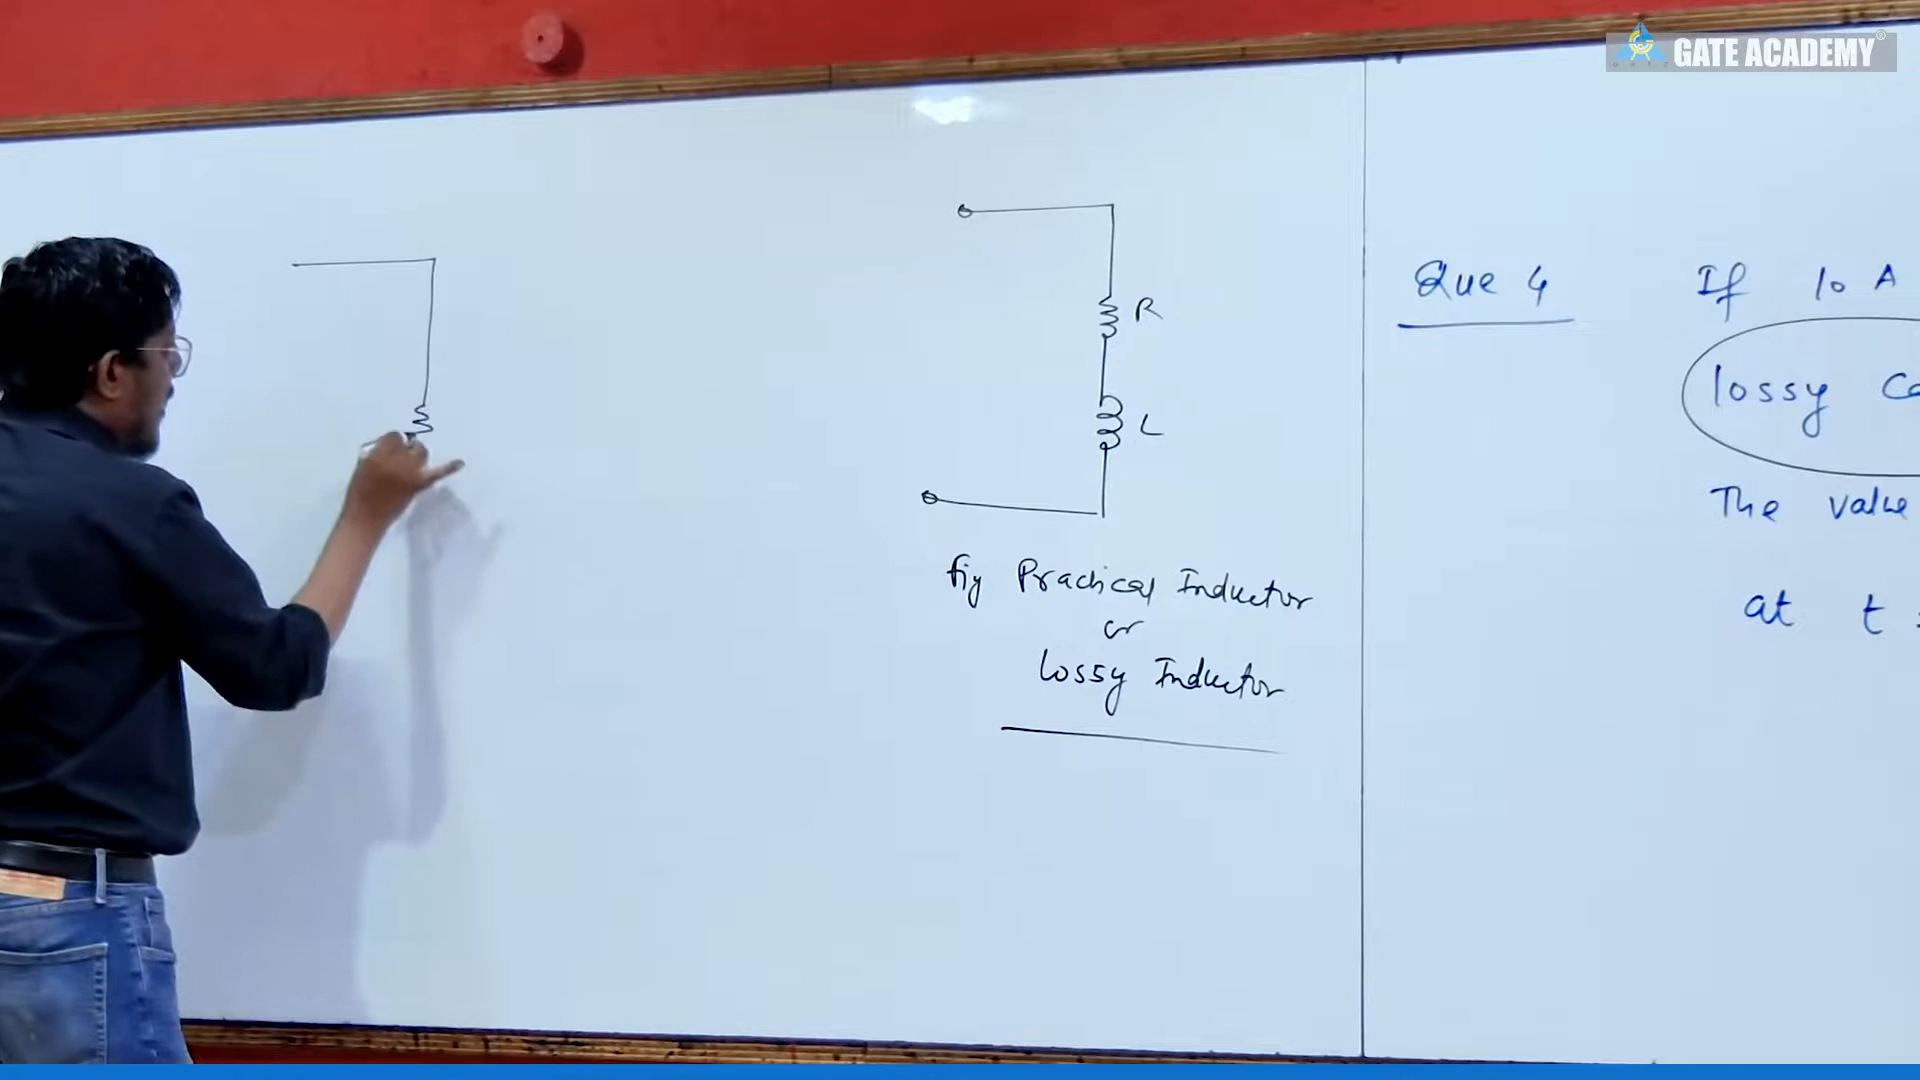 GATE ACADEMY®
R
L
fig Practical Inductor
or
Lossy Inductor
Que 4
If 10 A
lossy
The value
at t